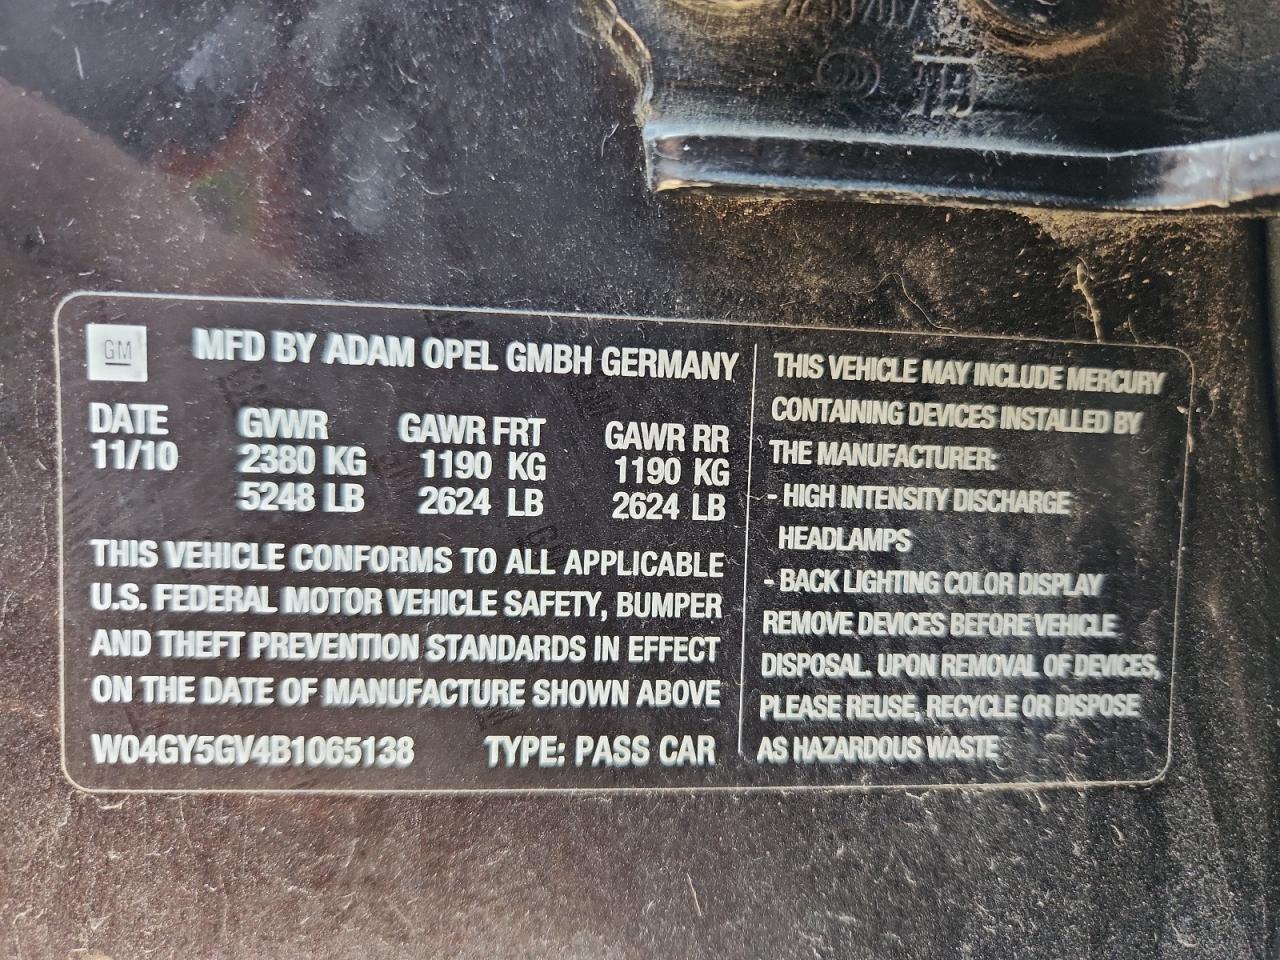 GM
MFD BY ADAM OPEL GMBH GERMANY
DATE GVWR GAWR FRT GAWR RR
11/10 2380 KG 1190 KG 1190 KG
5248 LB 2624 LB 2624 LB
THIS VEHICLE CONFORMS TO ALL APPLICABLE
U.S. FEDERAL MOTOR VEHICLE SAFETY, BUMPER
AND THEFT PREVENTION STANDARDS IN EFFECT
ON THE DATE OF MANUFACTURE SHOWN ABOVE
W04GY5GV4B1065138 TYPE: PASS CAR
THIS VEHICLE MAY INCLUDE MERCURY
CONTAINING DEVICES INSTALLED BY
THE MANUFACTURER:
- HIGH INTENSITY DISCHARGE
HEADLAMPS
- BACK LIGHTING COLOR DISPLAY
REMOVE DEVICES BEFORE VEHICLE
DISPOSAL. UPON REMOVAL OF DEVICES,
PLEASE REUSE, RECYCLE OR DISPOSE
AS HAZARDOUS WASTE